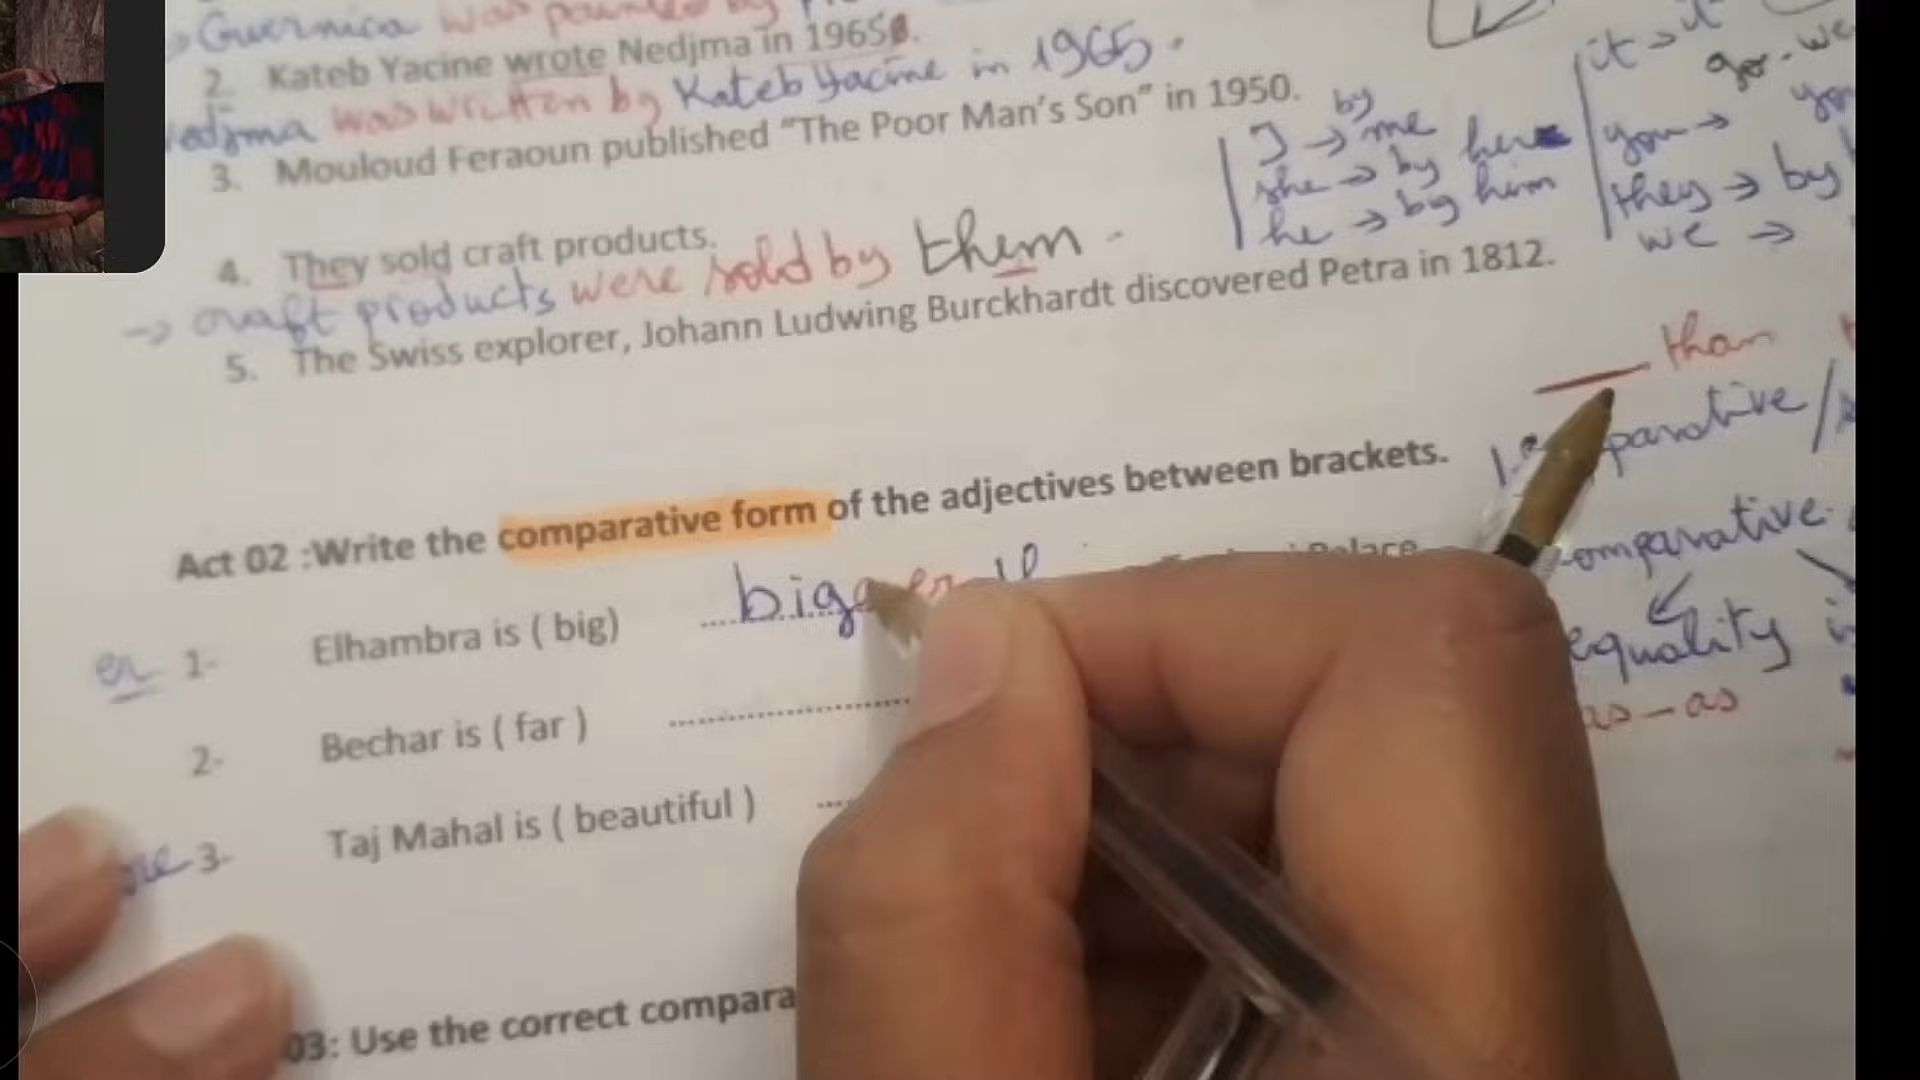 Guernica was painted by
2. Kateb Yacine wrote Nedjma in 1965.
was written by Kateb Yacine in 1965.
3. Mouloud Feraoun published “The Poor Man’s Son” in 1950.
4. They sold craft products.
→ craft products were sold by them.
5. The Swiss explorer, Johann Ludwing Burckhardt discovered Petra in 1812.
by
I → me
she → by her
he → by him
it →
you →
they → by
we →
than
comparative /
Act 02 :Write the comparative form of the adjectives between brackets.
comparative
equality
as - as
er 1- Elhambra is ( big) bigger Palace
2- Bechar is ( far )
3- Taj Mahal is ( beautiful )
03: Use the correct compara